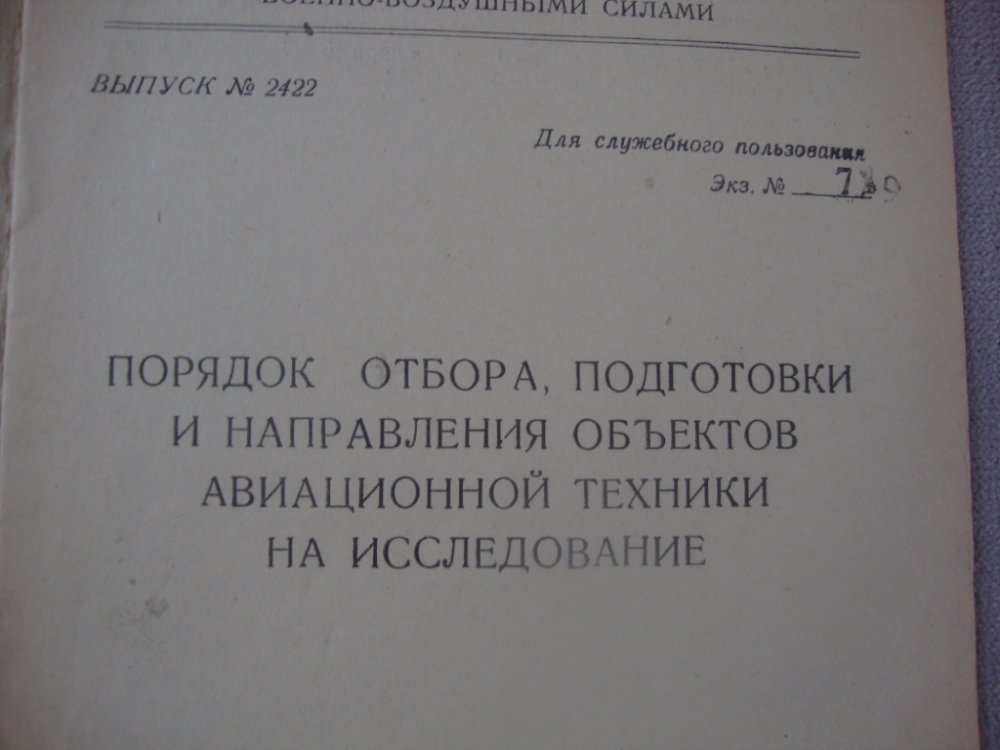 ВОЕННО-ВОЗДУШНЫМИ СИЛАМИ
ВЫПУСК № 2422
Для служебного пользования
Экз. № 7
ПОРЯДОК ОТБОРА, ПОДГОТОВКИ
И НАПРАВЛЕНИЯ ОБЪЕКТОВ
АВИАЦИОННОЙ ТЕХНИКИ
НА ИССЛЕДОВАНИЕ